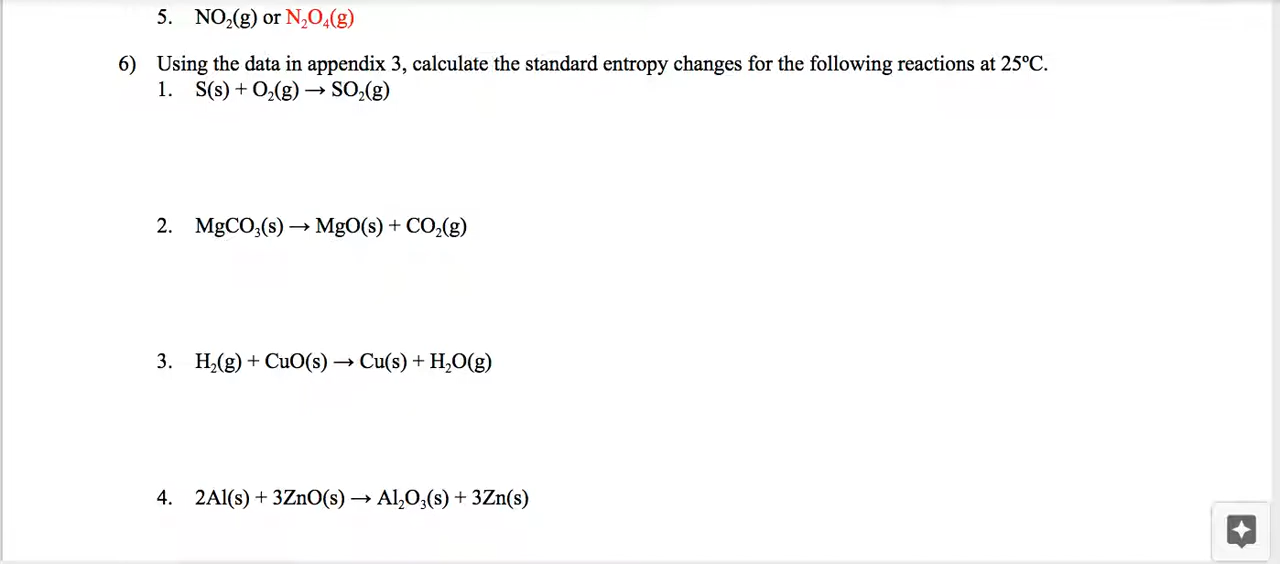 5. NO₂(g) or N₂O₄(g)
6) Using the data in appendix 3, calculate the standard entropy changes for the following reactions at 25ºC.
1. S(s) + O₂(g) → SO₂(g)
2. MgCO₃(s) → MgO(s) + CO₂(g)
3. H₂(g) + CuO(s) → Cu(s) + H₂O(g)
4. 2Al(s) + 3ZnO(s) → Al₂O₃(s) + 3Zn(s)